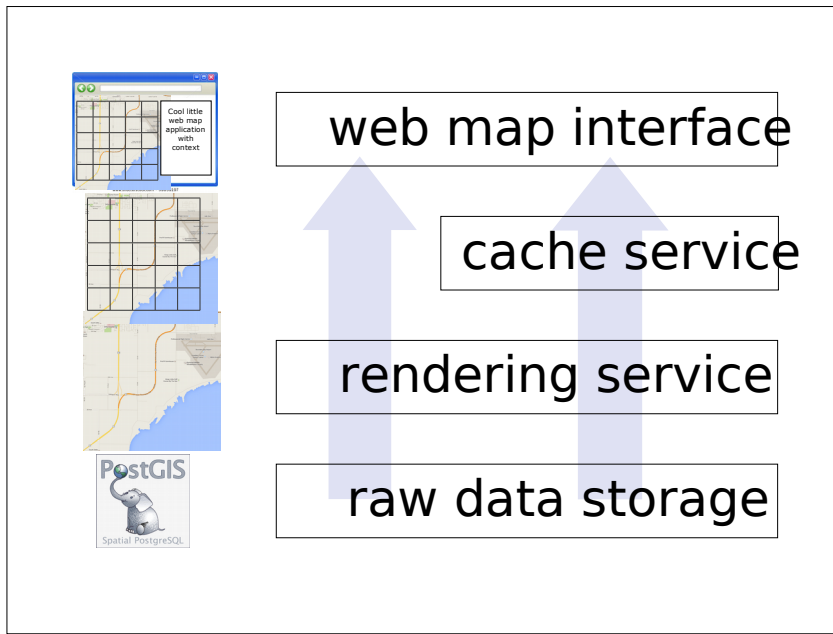 Cool little
web map
application
with
context
web map interface
cache service
rendering service
PostGIS
Spatial PostgreSQL
raw data storage